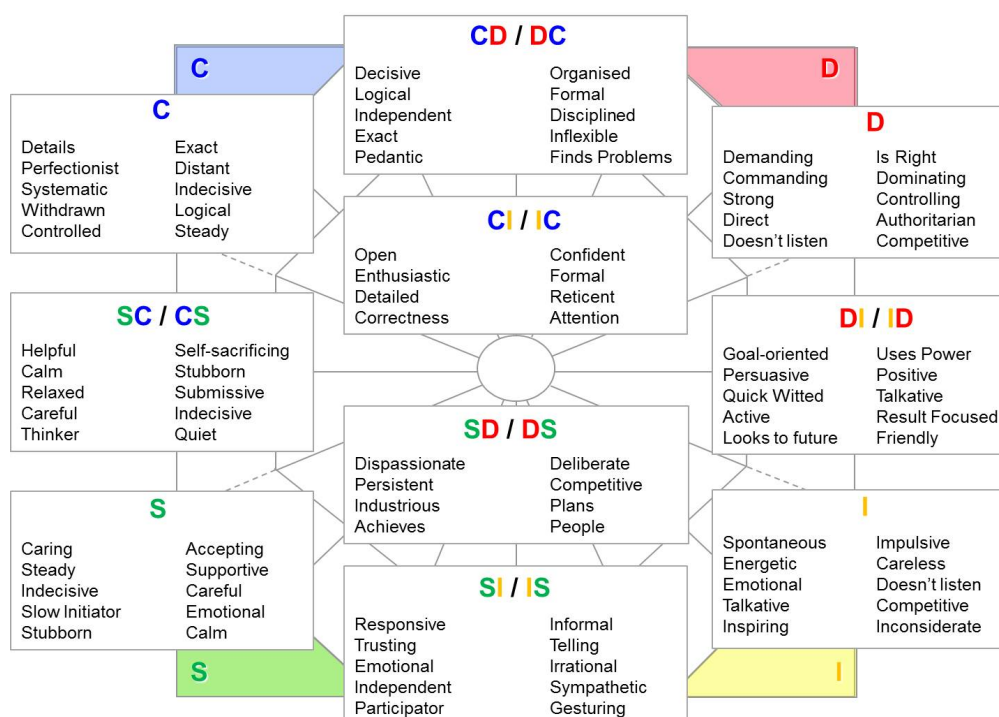 C
D
CD / DC
Decisive Organised
Logical Formal
Independent Disciplined
Exact Inflexible
Pedantic Finds Problems
C
Details Exact
Perfectionist Distant
Systematic Indecisive
Withdrawn Logical
Controlled Steady
D
Demanding Is Right
Commanding Dominating
Strong Controlling
Direct Authoritarian
Doesn't listen Competitive
CI / IC
Open Confident
Enthusiastic Formal
Detailed Reticent
Correctness Attention
SC / CS
Helpful Self-sacrificing
Calm Stubborn
Relaxed Submissive
Careful Indecisive
Thinker Quiet
DI / ID
Goal-oriented Uses Power
Persuasive Positive
Quick Witted Talkative
Active Result Focused
Looks to future Friendly
SD / DS
Dispassionate Deliberate
Persistent Competitive
Industrious Plans
Achieves People
S
Caring Accepting
Steady Supportive
Indecisive Careful
Slow Initiator Emotional
Stubborn Calm
I
Spontaneous Impulsive
Energetic Careless
Emotional Doesn't listen
Talkative Competitive
Inspiring Inconsiderate
SI / IS
Responsive Informal
Trusting Telling
Emotional Irrational
Independent Sympathetic
Participator Gesturing
S
I